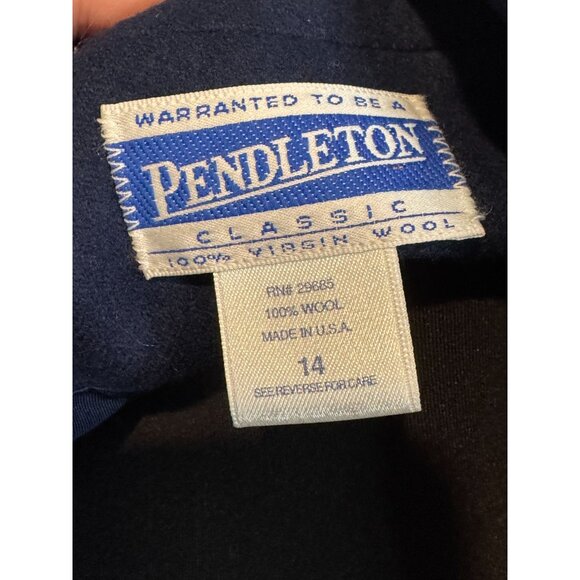 WARRANTED TO BE A
PENDLETON
CLASSIC
100% VIRGIN WOOL
RN# 29685
100% WOOL
MADE IN U.S.A.
14
SEE REVERSE FOR CARE